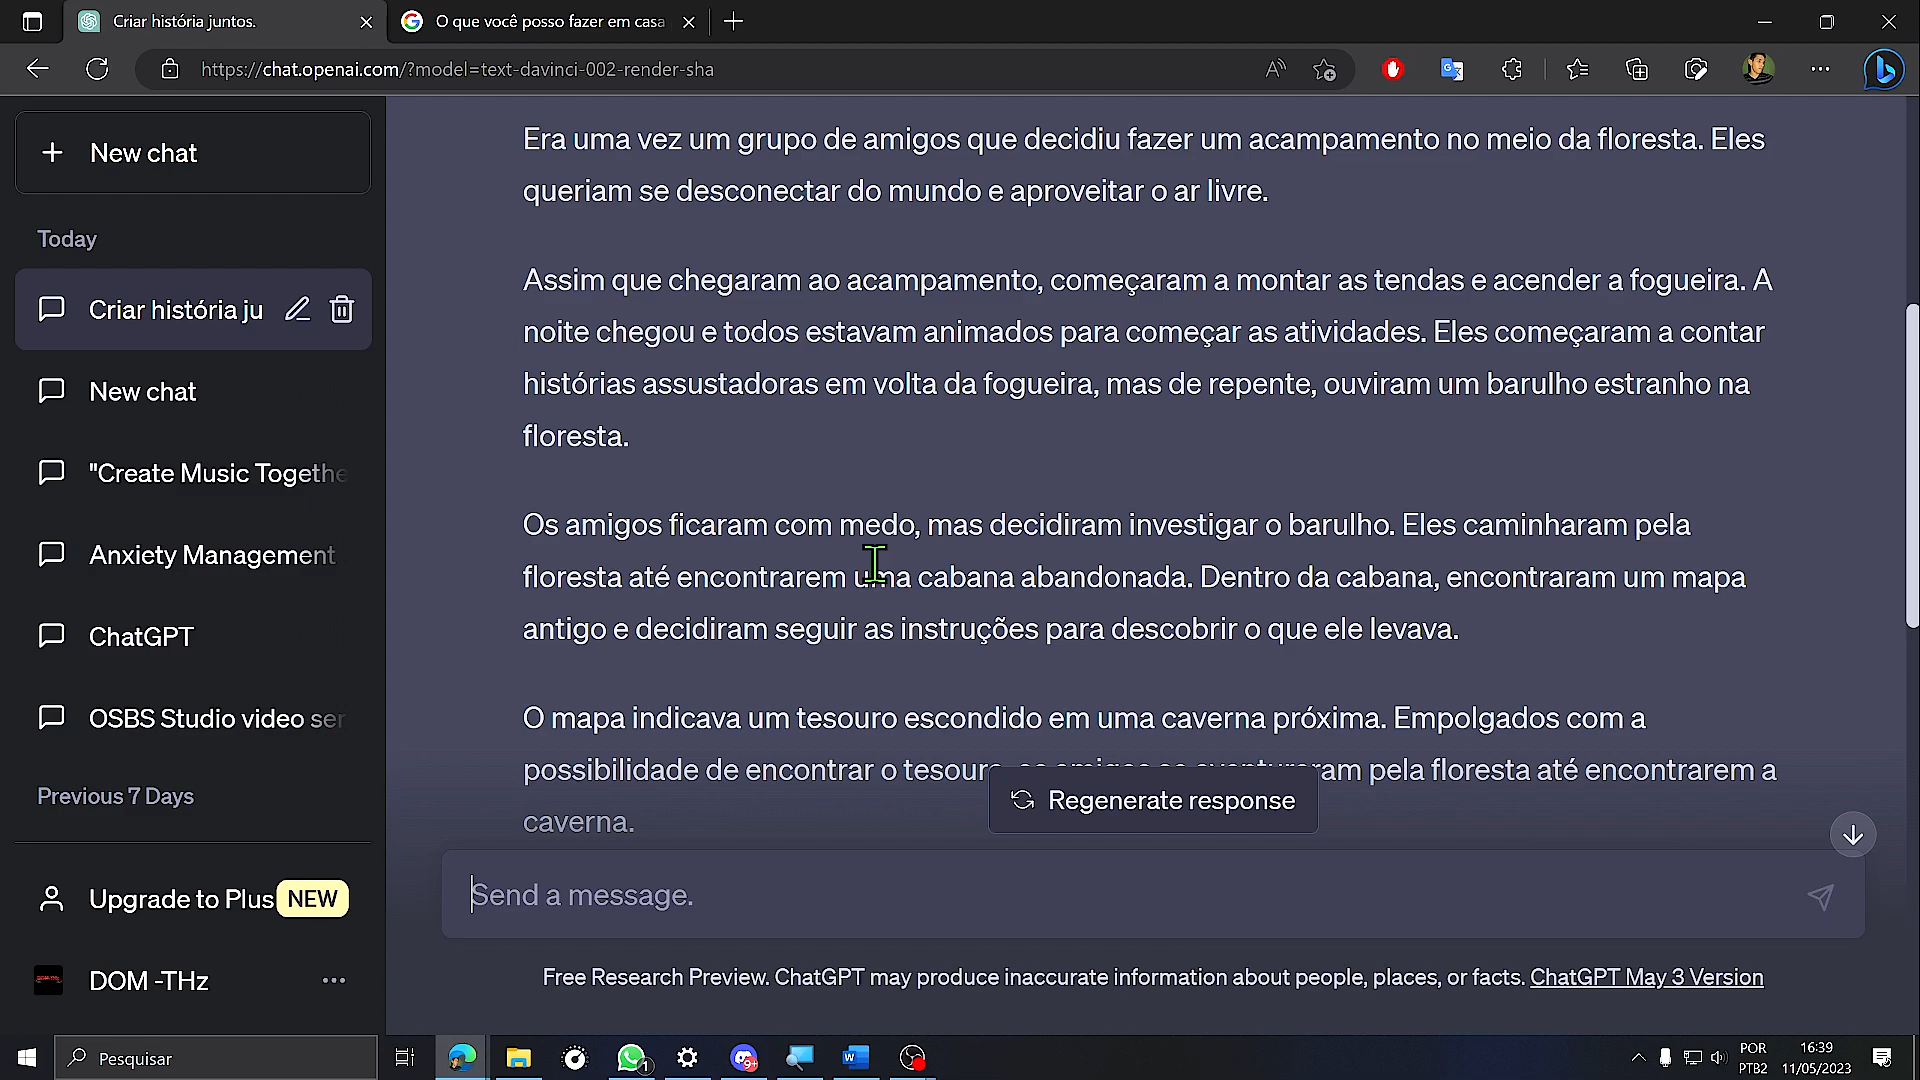 Criar história juntos.
O que você posso fazer em casa
https://chat.openai.com/?model=text-davinci-002-render-sha
New chat
Today
Criar história ju
New chat
"Create Music Togethe
Anxiety Management
ChatGPT
OSBS Studio video ser
Previous 7 Days
Upgrade to Plus NEW
DOM -THz
Era uma vez um grupo de amigos que decidiu fazer um acampamento no meio da floresta. Eles
queriam se desconectar do mundo e aproveitar o ar livre.
Assim que chegaram ao acampamento, começaram a montar as tendas e acender a fogueira. A
noite chegou e todos estavam animados para começar as atividades. Eles começaram a contar
histórias assustadoras em volta da fogueira, mas de repente, ouviram um barulho estranho na
floresta.
Os amigos ficaram com medo, mas decidiram investigar o barulho. Eles caminharam pela
floresta até encontrarem uma cabana abandonada. Dentro da cabana, encontraram um mapa
antigo e decidiram seguir as instruções para descobrir o que ele levava.
O mapa indicava um tesouro escondido em uma caverna próxima. Empolgados com a
possibilidade de encontrar o tesouro, os amigos se aventuraram pela floresta até encontrarem a
caverna.
Regenerate response
Send a message.
Free Research Preview. ChatGPT may produce inaccurate information about people, places, or facts. ChatGPT May 3 Version
Pesquisar
1
9+
POR
PTB2
16:39
11/05/2023